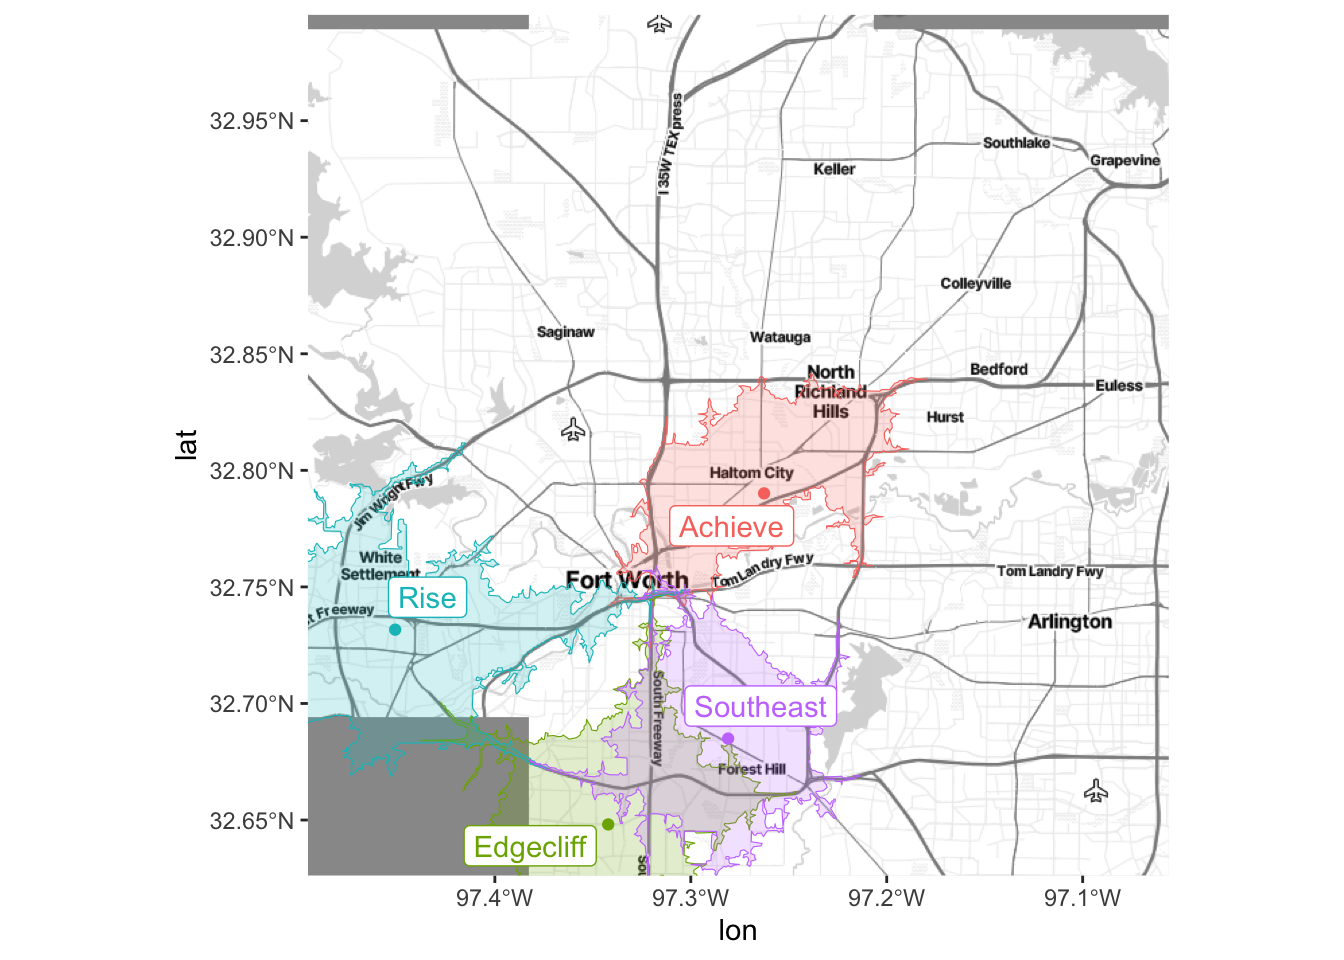 32.95°N
32.90°N
32.85°N
32.80°N
32.75°N
32.70°N
32.65°N
lat
I 35W TEXpress
Southlake
Grapevine
Keller
Colleyville
Saginaw
Watauga
North
Richland
Hills
Bedford
Euless
Hurst
Haltom City
Jim Wright Fwy
Achieve
White
Settlement
Fort Worth
Tom Landry Fwy
Tom Landry Fwy
Rise
t Freeway
Arlington
South Freeway
Southeast
Forest Hill
Edgecliff
Sou
97.4°W
97.3°W
97.2°W
97.1°W
lon